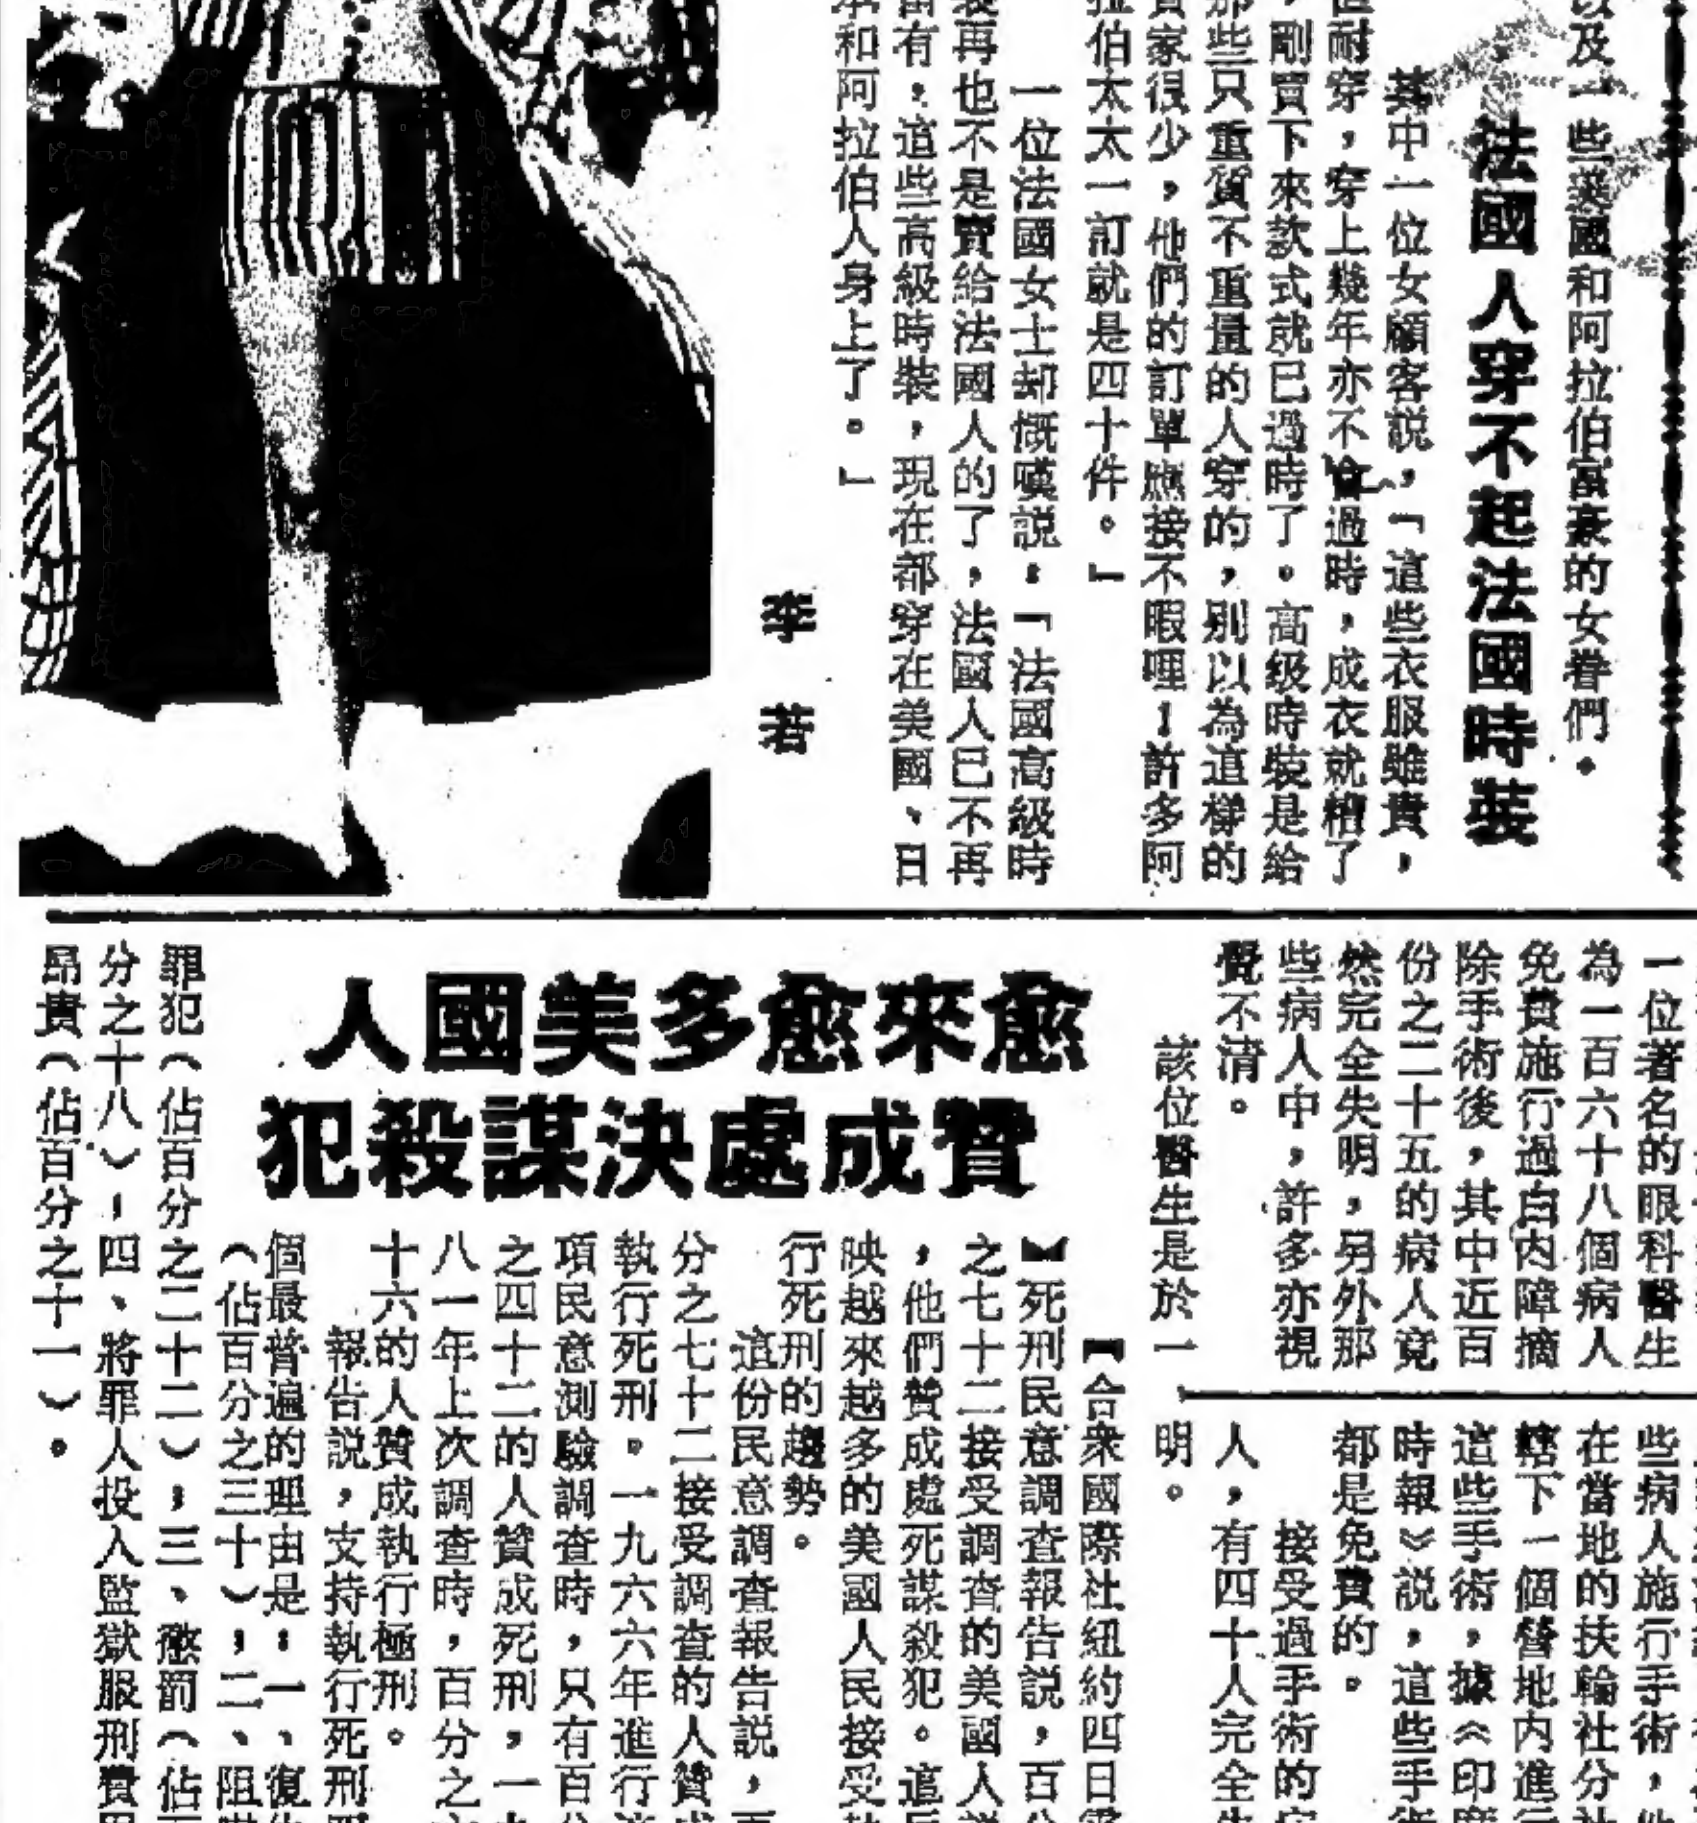 以及一些美國和阿拉伯富豪的女眷們。
法國人穿不起法國時裝
其中一位女顧客説，「這些衣服雖貴，
但耐穿，穿上幾年亦不會過時，成衣就糟了
，剛買下來款式就已過時了。高級時裝是給
那些只重質不重量的人穿的，別以為這樣的
買家很少，他們的訂單應接不暇哩！許多阿
拉伯太太一訂就是四十件。」
一位法國女士却慨嘆説：「法國高級時
裝再也不是賣給法國人的了，法國人已不再
富有，這些高級時裝，現在都穿在美國、日
本和阿拉伯人身上了。」
李若
一位著名的眼科醫生
為一百六十八個病人
免費施行過白內障摘
除手術後，其中近百
份之二十五的病人竟
然完全失明，另外那
些病人中，許多亦視
覺不清。
該位醫生是於一
些病人施行手術，他
在當地的扶輪社分社
轄下一個營地內進行
這些手術，據《印度
時報》説，這些手術
都是免費的。
接受過手術的病
人，有四十人完全失
明。
愈來愈多美國人
贊成處決謀殺犯
【合衆國際社紐約四日電
】死刑民意調查報告説，百分
之七十二接受調查的美國人説
，他們贊成處死謀殺犯。這反
映越來越多的美國人民接受執
行死刑的趨勢。
這份民意調查報告説，百
分之七十二接受調查的人贊成
執行死刑。一九六六年進行這
項民意測驗調查時，只有百分
之四十二的人贊成死刑，一九
八一年上次調查時，百分之六
十六的人贊成執行極刑。
報告説，支持執行死刑四
個最普遍的理由是：一、復仇
（佔百分之三十），二、阻嚇
罪犯（佔百分之二十二）；三、懲罰（佔百
分之十八）；四、將罪人投入監獄服刑費用
昂貴（佔百分之十一）。